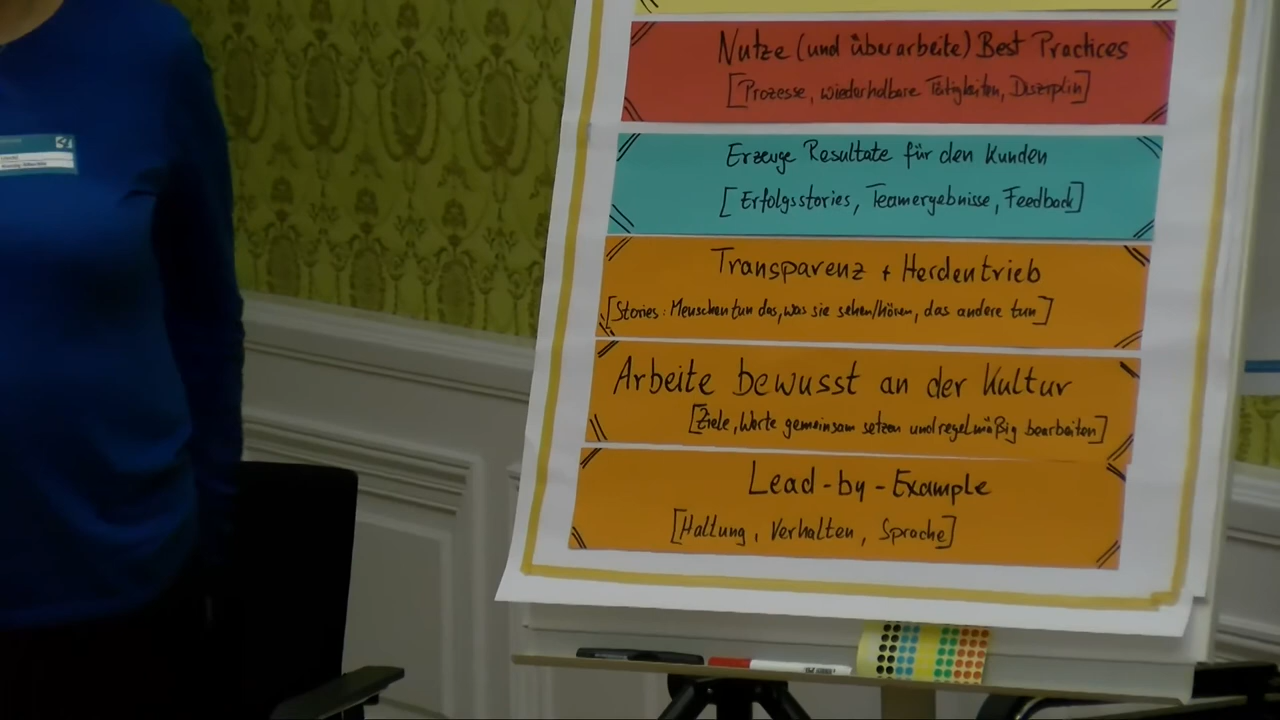 Nutze (und überarbeite) Best Practices
[Prozesse, wiederholbare Tätigkeiten, Disziplin]
Erzeuge Resultate für den Kunden
[Erfolgsstories, Teamergebnisse, Feedback]
Transparenz + Herdentrieb
[Stories: Menschen tun das, was sie sehen/hören, das andere tun]
Arbeite bewusst an der Kultur
[Ziele, Werte gemeinsam setzen und regelmäßig bearbeiten]
Lead-by-Example
[Haltung, Verhalten, Sprache]